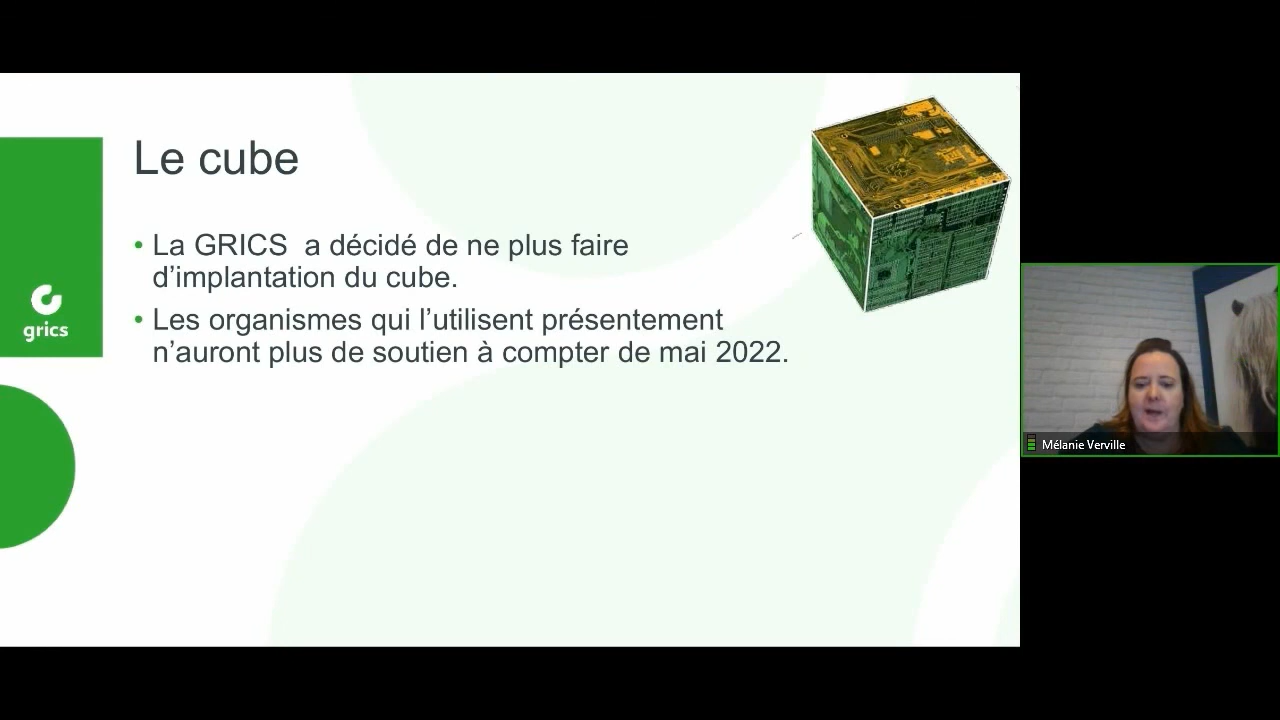 Le cube
• La GRICS  a décidé de ne plus faire
d’implantation du cube.
• Les organismes qui l’utilisent présentement
n’auront plus de soutien à compter de mai 2022.
grics
Mélanie Verville